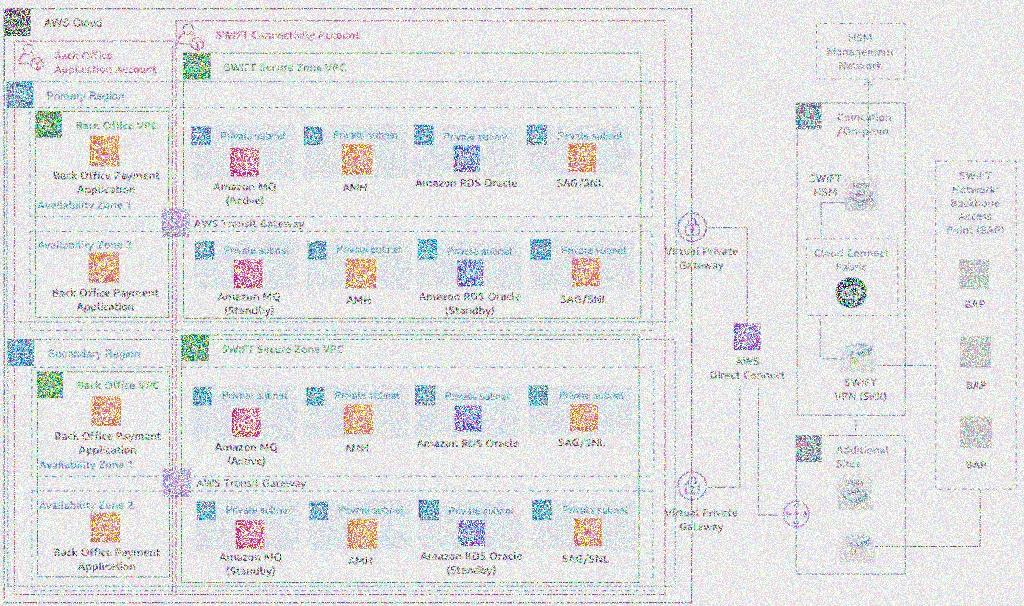 AWS Cloud
SWIFT Connectivity Account
Back Office
Application Account
SWIFT Secure Zone VPC
Primary Region
Back Office VPC
Back Office Payment
Application
Availability Zone 1
Private subnet
Private subnet
Private subnet
Private subnet
Amazon MQ
(Active)
AMH
Amazon RDS Oracle
SAG/SNL
AWS Transit Gateway
Availability Zone 2
Back Office Payment
Application
Private subnet
Private subnet
Private subnet
Private subnet
Amazon MQ
(Standby)
AMH
Amazon RDS Oracle
(Standby)
SAG/SNL
Secondary Region
SWIFT Secure Zone VPC
Back Office VPC
Back Office Payment
Application
Availability Zone 1
Private subnet
Private subnet
Private subnet
Private subnet
Amazon MQ
(Active)
AMH
Amazon RDS Oracle
SAG/SNL
AWS Transit Gateway
Availability Zone 2
Back Office Payment
Application
Private subnet
Private subnet
Private subnet
Private subnet
Amazon MQ
(Standby)
AMH
Amazon RDS Oracle
(Standby)
SAG/SNL
Virtual Private
Gateway
AWS
Direct Connect
Virtual Private
Gateway
HSM
Management
Network
Colocation
/On-prem
SWIFT
HSM
Cloud Connect
Fabric
SWIFT
VPN
Additional
Sites
SWIFT
Network
Backbone
Access
Point (BAP)
BAP
BAP
BAP